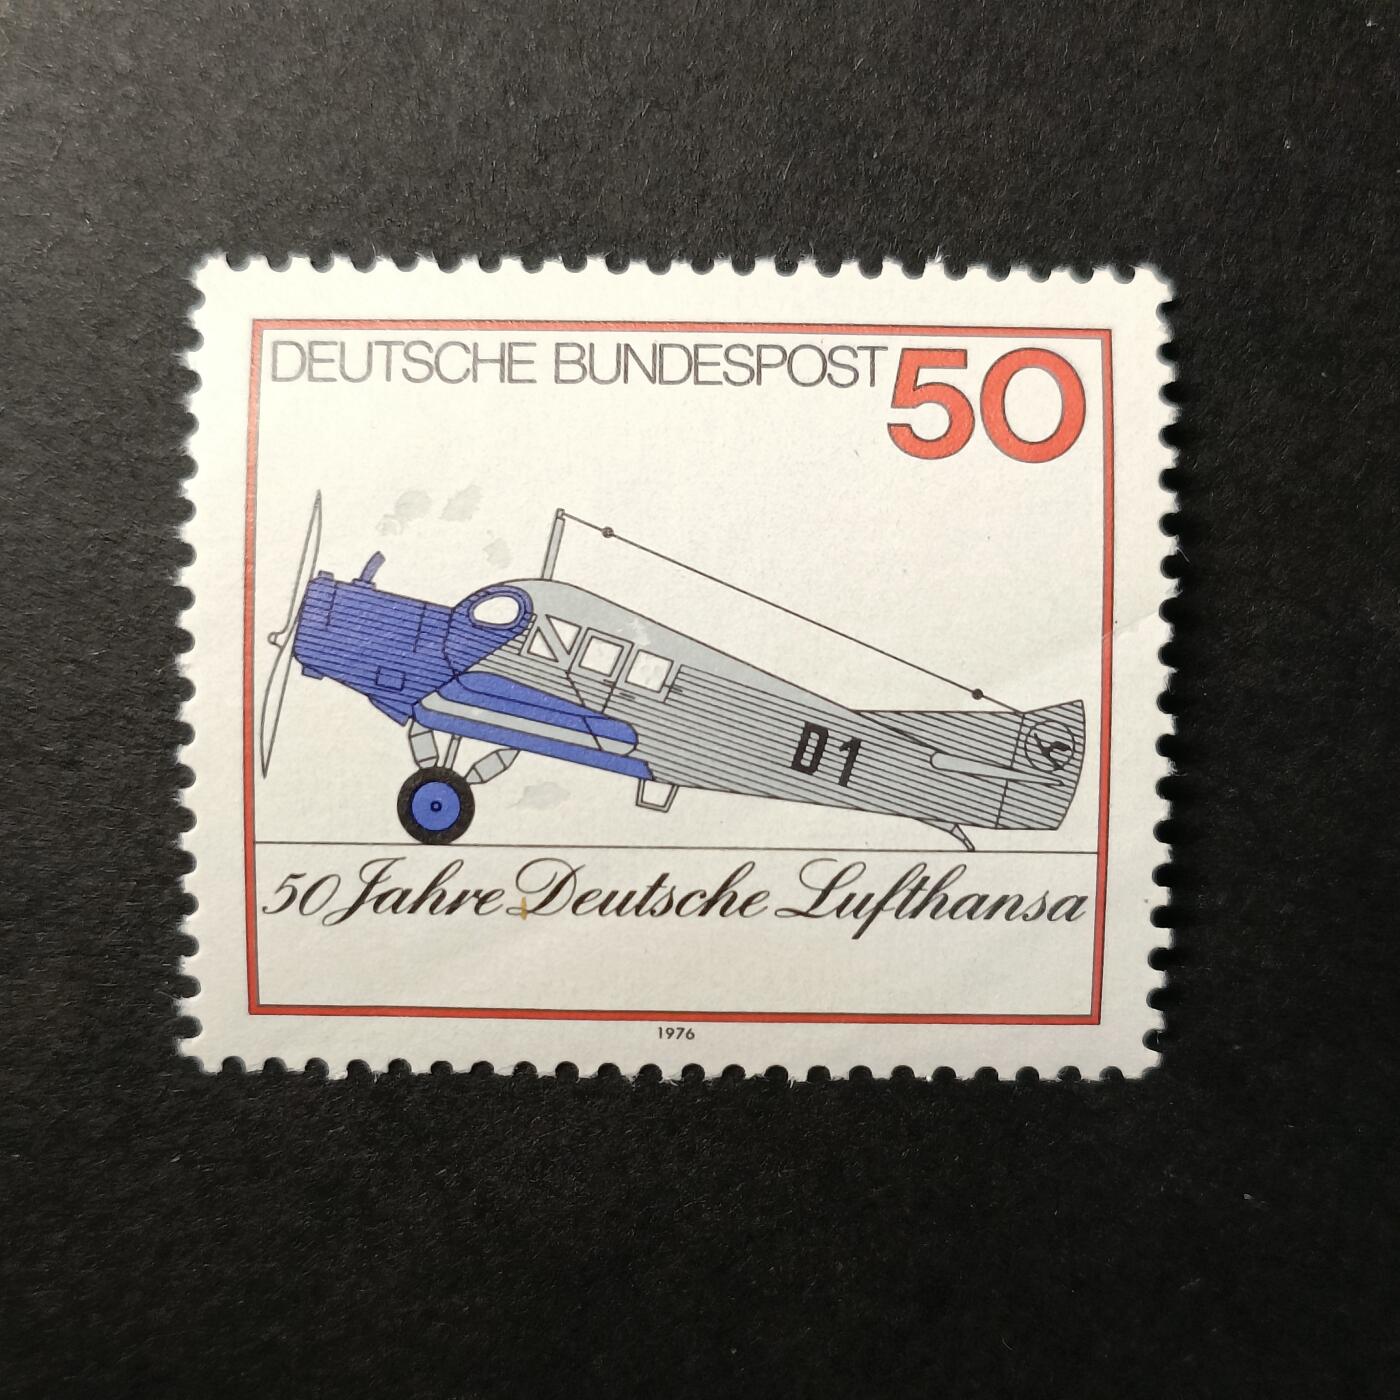 DEUTSCHE BUNDESPOST 50
D1
50 Jahre Deutsche Lufthansa
1976